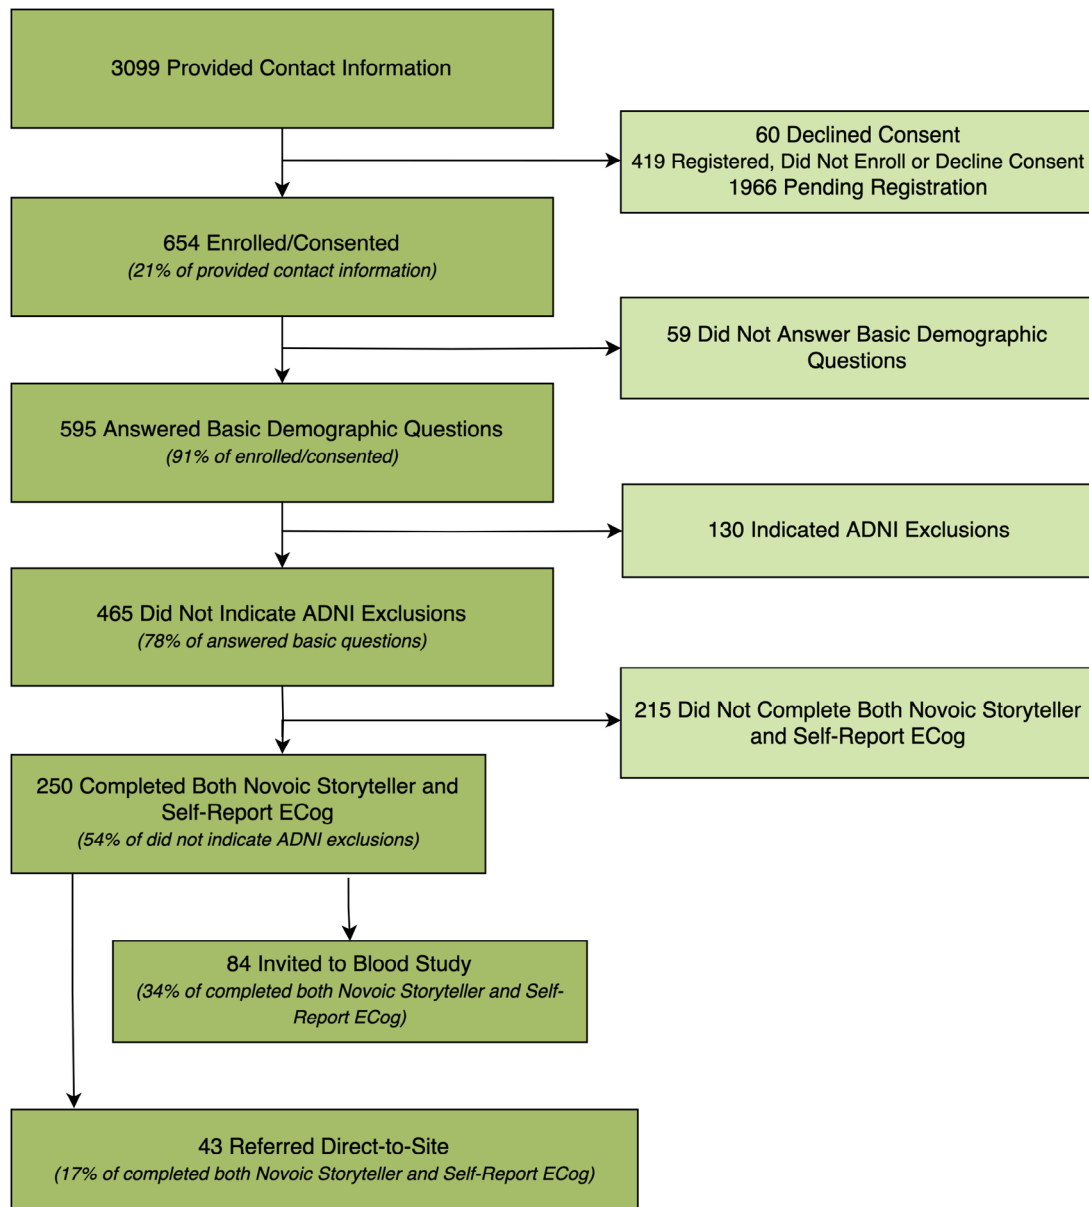 3099 Provided Contact Information
60 Declined Consent
419 Registered, Did Not Enroll or Decline Consent
1966 Pending Registration
654 Enrolled/Consented
(21% of provided contact information)
59 Did Not Answer Basic Demographic
Questions
595 Answered Basic Demographic Questions
(91% of enrolled/consented)
130 Indicated ADNI Exclusions
465 Did Not Indicate ADNI Exclusions
(78% of answered basic questions)
215 Did Not Complete Both Novoic Storyteller
and Self-Report ECog
250 Completed Both Novoic Storyteller and
Self-Report ECog
(54% of did not indicate ADNI exclusions)
84 Invited to Blood Study
(34% of completed both Novoic Storyteller and Self-
Report ECog)
43 Referred Direct-to-Site
(17% of completed both Novoic Storyteller and Self-Report ECog)